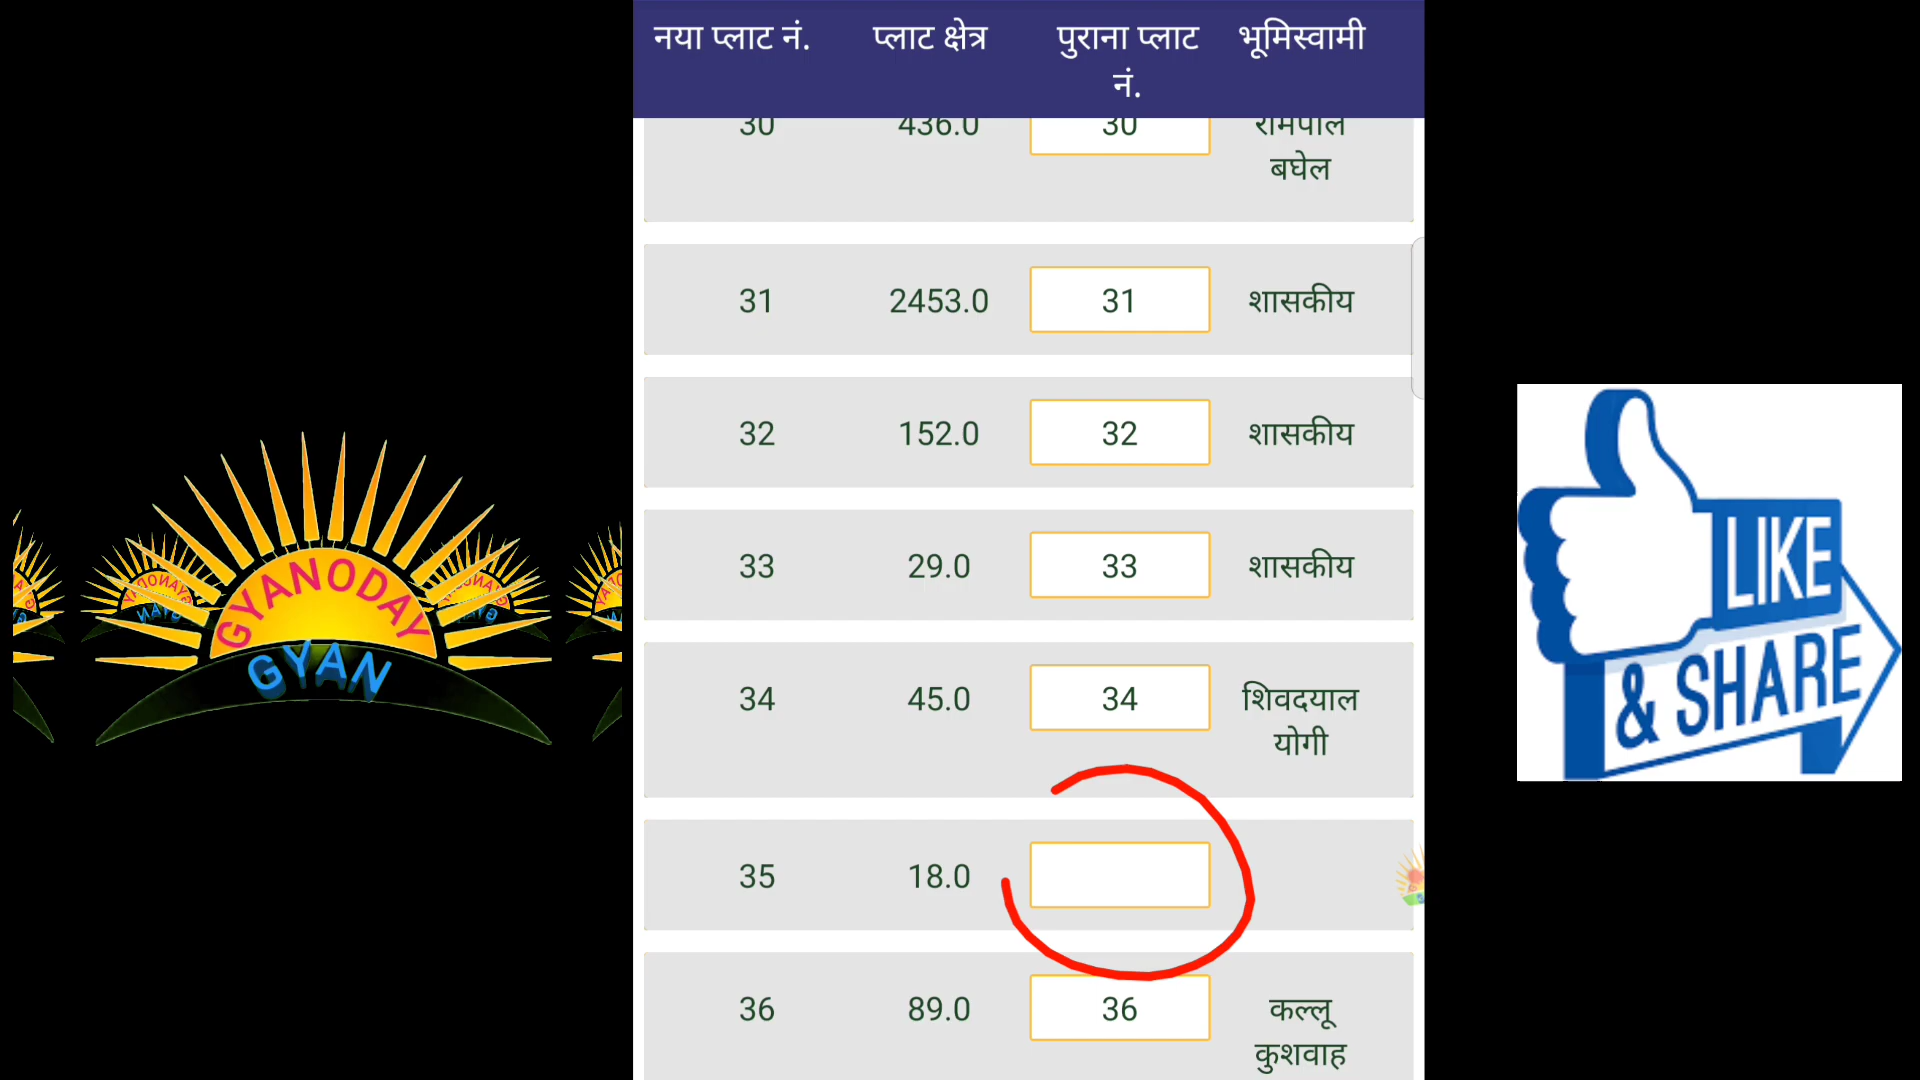 नया प्लाट नं. प्लाट क्षेत्र पुराना प्लाट नं. भूमिस्वामी
30 436.0 30 रामपाल बघेल
31 2453.0 31 शासकीय
32 152.0 32 शासकीय
33 29.0 33 शासकीय
34 45.0 34 शिवदयाल योगी
35 18.0
36 89.0 36 कल्लू कुशवाह
GYANODAY
GYAN
LIKE
& SHARE